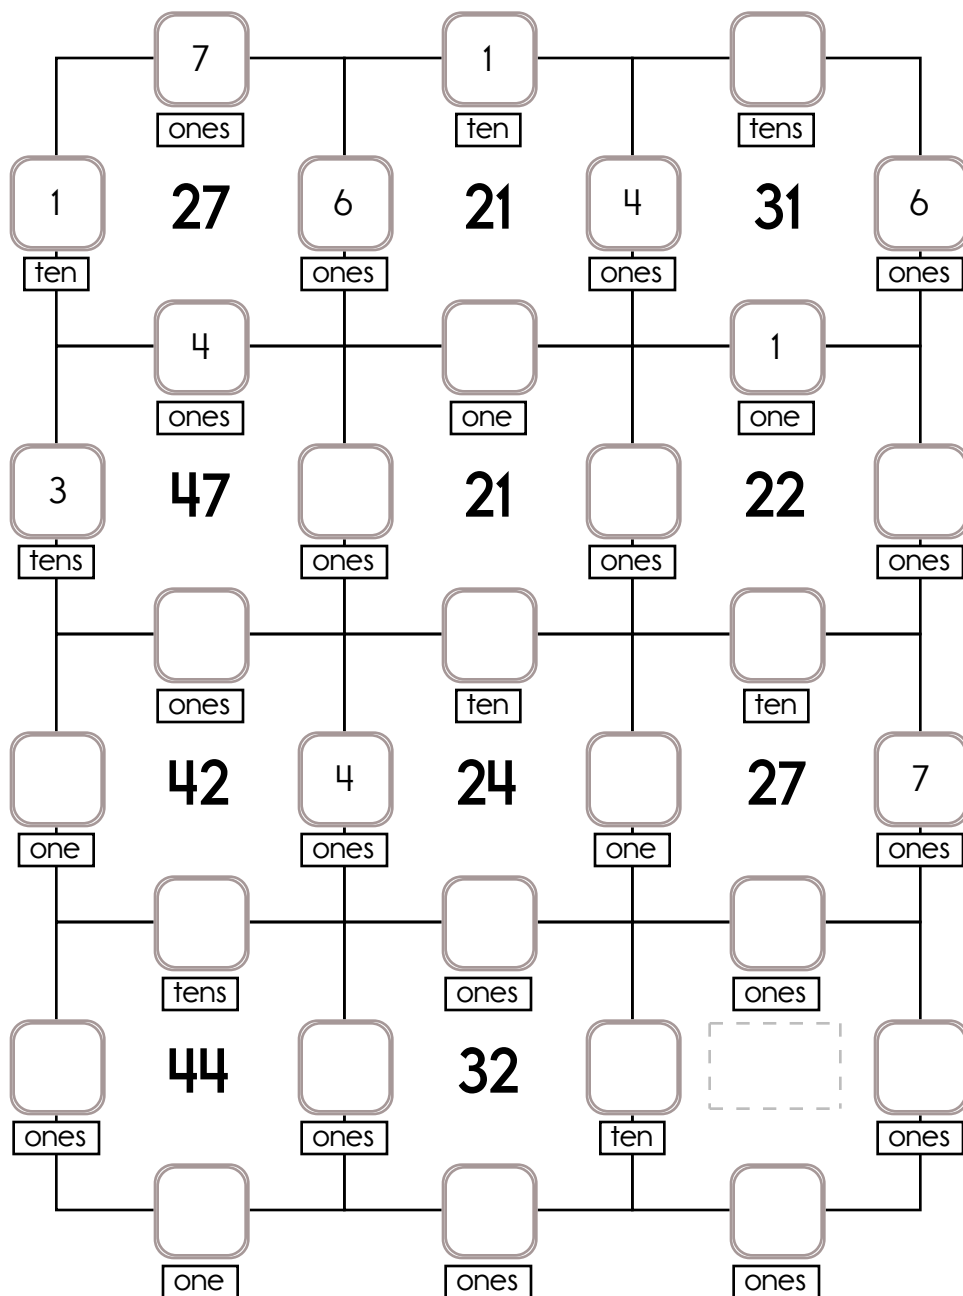 7 1
ones ten tens
1 27 6 21 4 31 6
ten ones ones ones
4 1
ones one one
3 47 21 22
tens ones ones ones
ones ten ten
42 4 24 27 7
one ones one ones
tens ones ones
44 32
ones ones ten ones
one ones ones